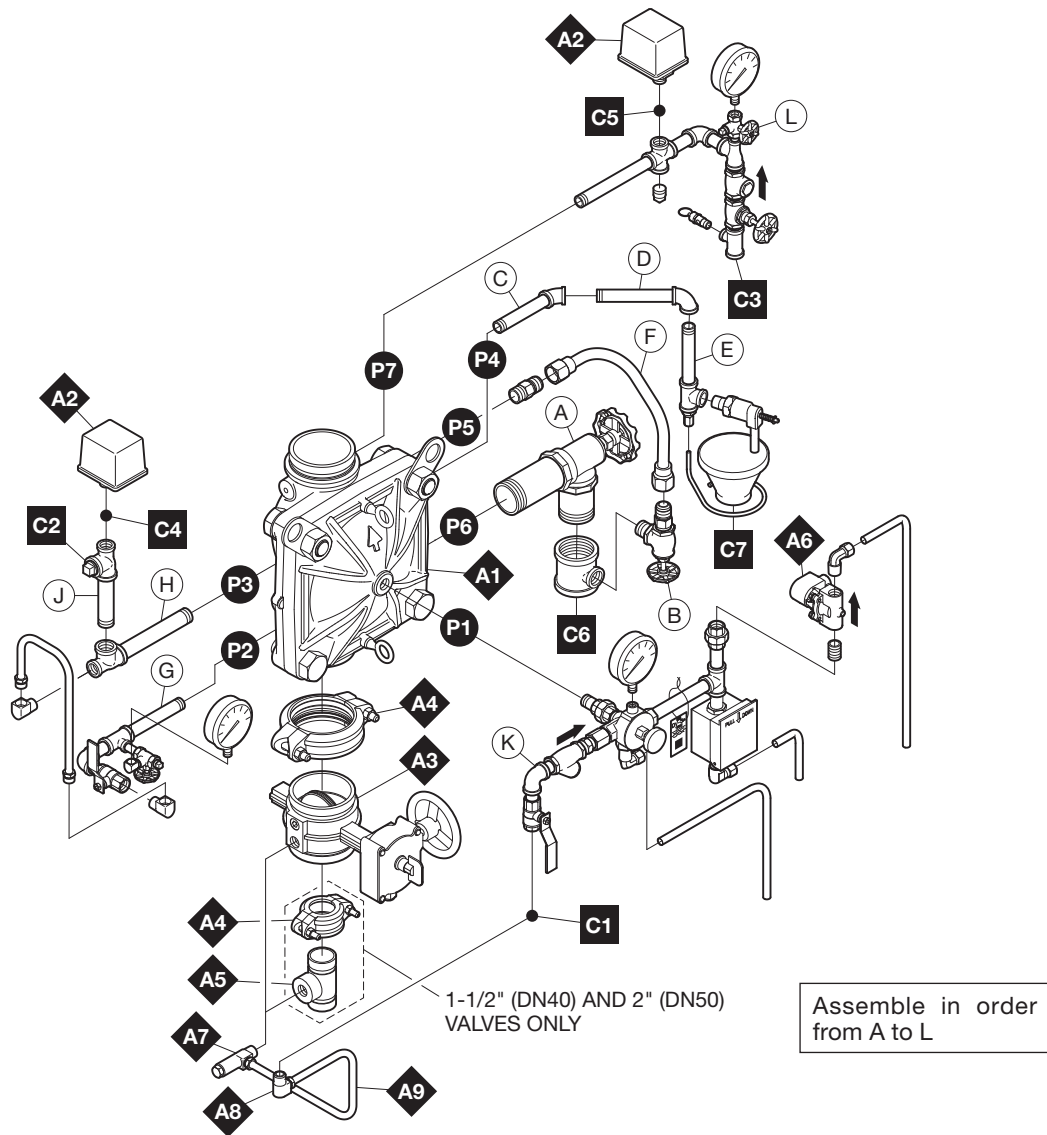 A2
C5
L
C3
D
C
E
F
P7
P4
A2
P5
A
P6
C2
C4
C7
A6
H
J
P3
A1
P1
C6
B
G
P2
PULL DOWN
A4
K
A3
A4
C1
A5
1-1/2" (DN40) AND 2" (DN50)
VALVES ONLY
Assemble in order
from A to L
A7
A8
A9